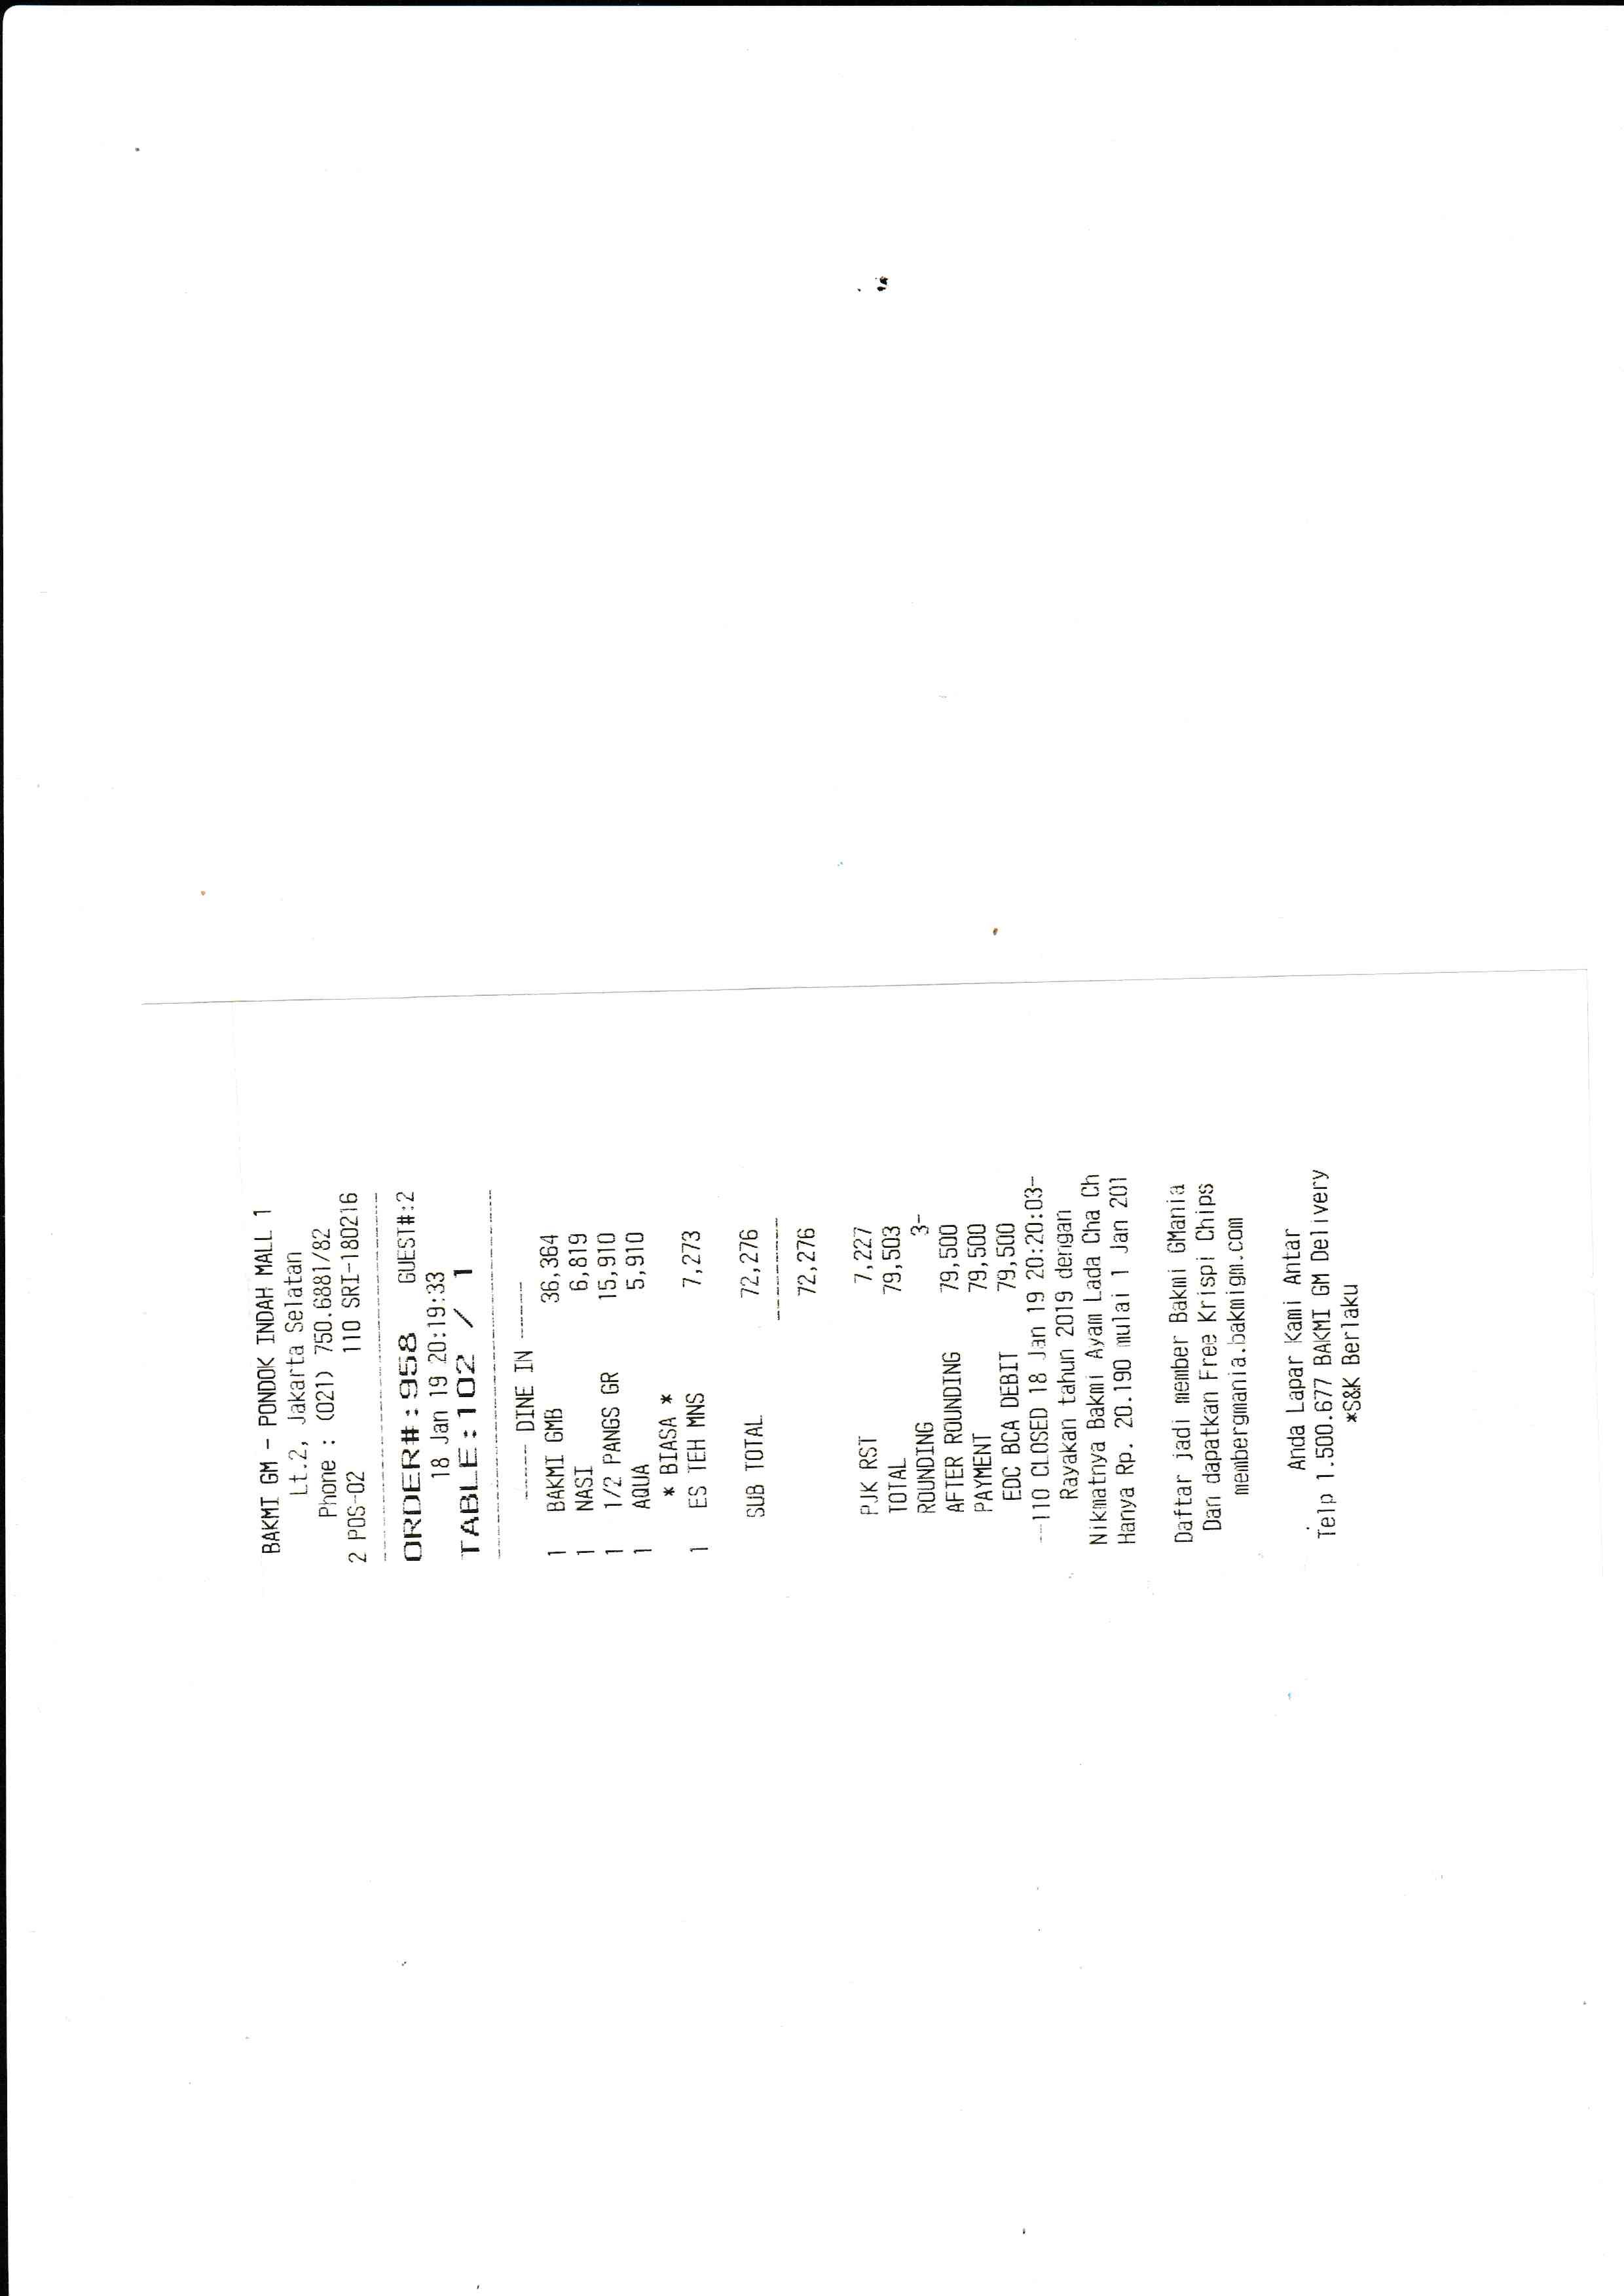 BAKMI GM - PONDOK INDAH MALL 1
Lt.2, Jakarta Selatan
Phone : (021) 750.6881/82
2 POS-02 110 SRI-180216
ORDER#:958 GUEST#:2
18 Jan 19 20:19:33
TABLE:102 / 1
------ DINE IN ------
1 BAKMI GMB 36,364
1 NASI 6,819
1 1/2 PANGS GR 15,910
1 AQUA 5,910
* BIASA *
1 ES TEH MNS 7,273
SUB TOTAL 72,276
72,276
PJK RST 7,227
TOTAL 79,503
ROUNDING 3-
AFTER ROUNDING 79,500
PAYMENT 79,500
EDC BCA DEBIT 79,500
--110 CLOSED 18 Jan 19 20:20:03-
Rayakan tahun 2019 dengan
Nikmatnya Bakmi Ayam Lada Cha Ch
Hanya Rp. 20.190 mulai 1 Jan 201
Daftar jadi member Bakmi GMania
Dan dapatkan Free Krispi Chips
membergmania.bakmigm.com
Anda Lapar Kami Antar
Telp 1.500.677 BAKMI GM Delivery
*S&K Berlaku